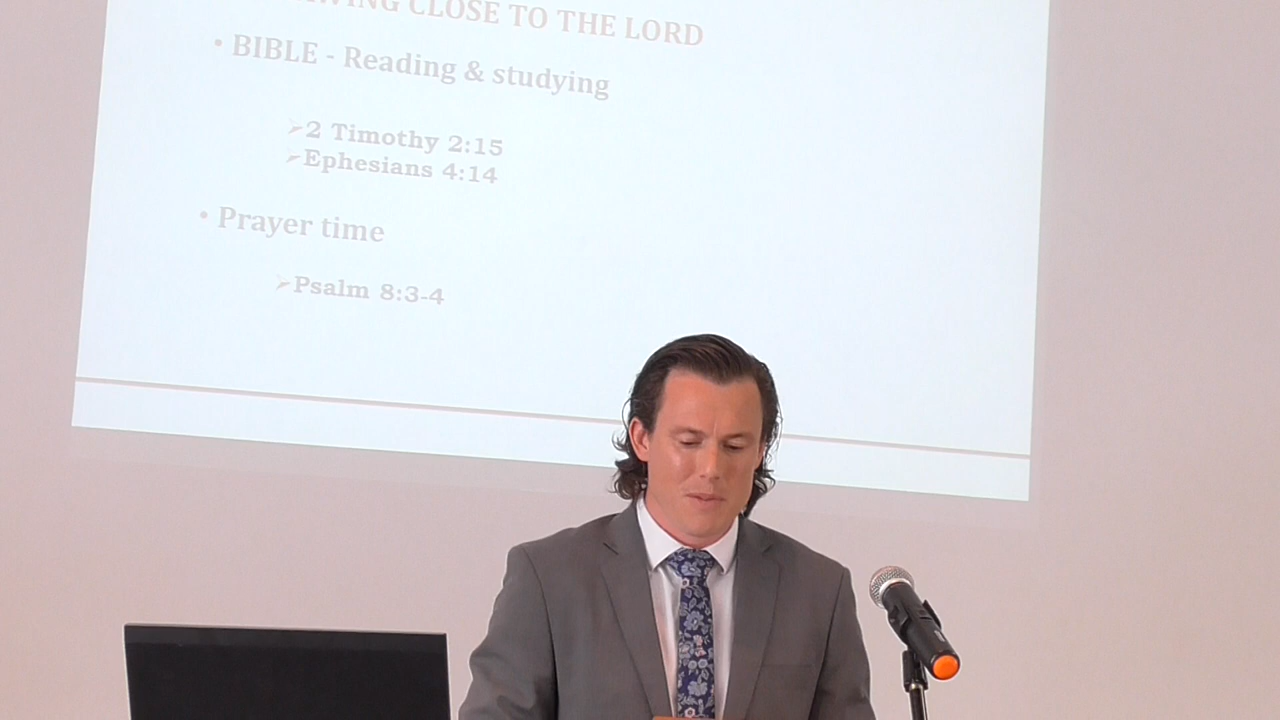 CLOSE TO THE LORD
• BIBLE - Reading & studying
➢2 Timothy 2:15
➢Ephesians 4:14
• Prayer time
➢Psalm 8:3-4